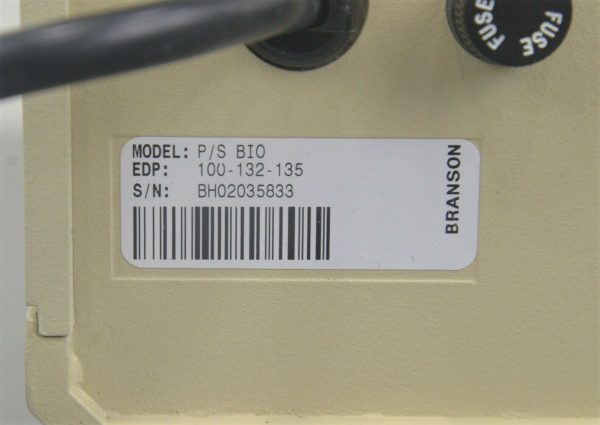 FUSE FUSE
MODEL: P/S BIO
EDP: 100-132-135
S/N: BH02035833
BRANSON